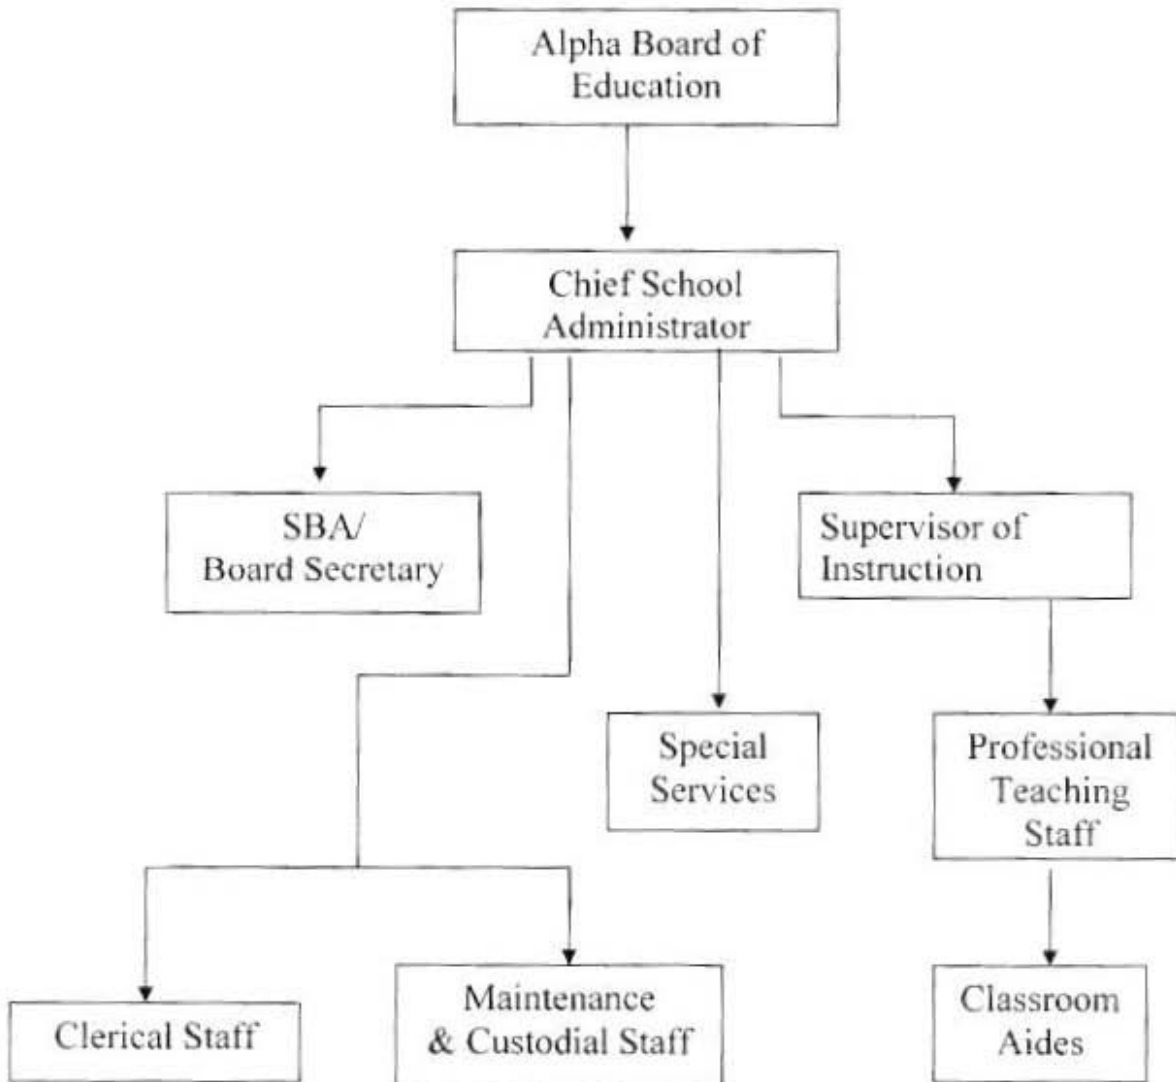 Alpha Board of
Education
Chief School
Administrator
SBA/
Board Secretary
Supervisor of
Instruction
Special
Services
Professional
Teaching
Staff
Clerical Staff
Maintenance
& Custodial Staff
Classroom
Aides